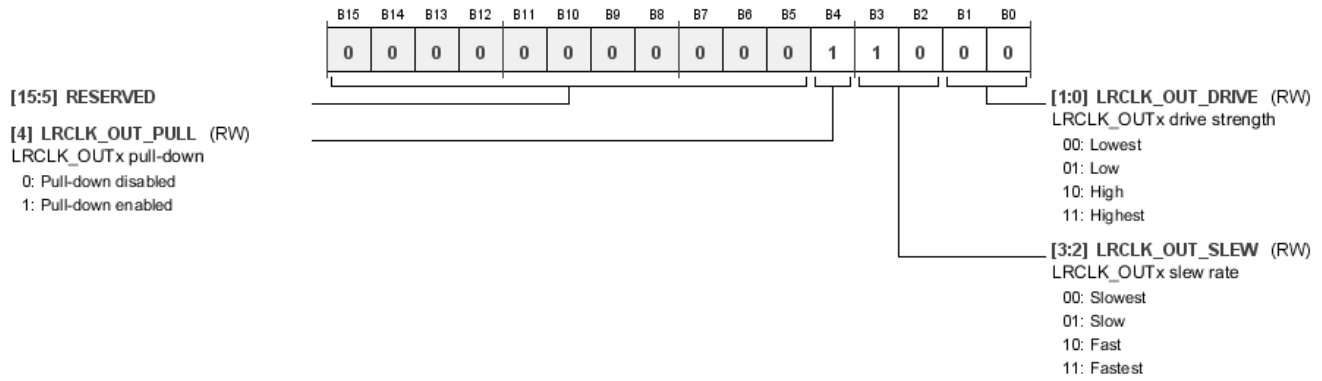 B15 B14 B13 B12 B11 B10 B9 B8 B7 B6 B5 B4 B3 B2 B1 B0
0 0 0 0 0 0 0 0 0 0 0 1 1 0 0 0
[15:5] RESERVED
[4] LRCLK_OUT_PULL (RW)
LRCLK_OUTx pull-down
0: Pull-down disabled
1: Pull-down enabled
[1:0] LRCLK_OUT_DRIVE (RW)
LRCLK_OUTx drive strength
00: Lowest
01: Low
10: High
11: Highest
[3:2] LRCLK_OUT_SLEW (RW)
LRCLK_OUTx slew rate
00: Slowest
01: Slow
10: Fast
11: Fastest